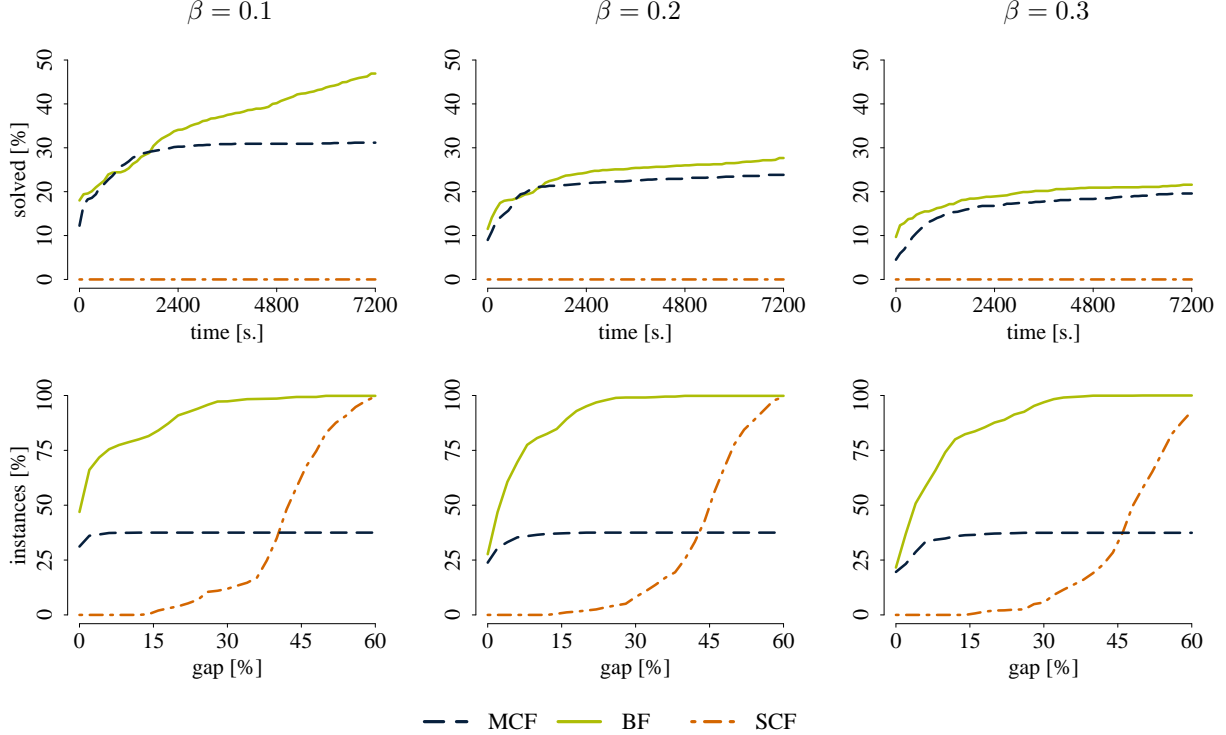 β = 0.1 β = 0.2 β = 0.3
solved [%]
0 10 20 30 40 50
0 2400 4800 7200
time [s.]
0 10 20 30 40 50
0 2400 4800 7200
time [s.]
0 10 20 30 40 50
0 2400 4800 7200
time [s.]
instances [%]
0 25 50 75 100
0 15 30 45 60
gap [%]
0 25 50 75 100
0 15 30 45 60
gap [%]
0 25 50 75 100
0 15 30 45 60
gap [%]
MCF BF SCF